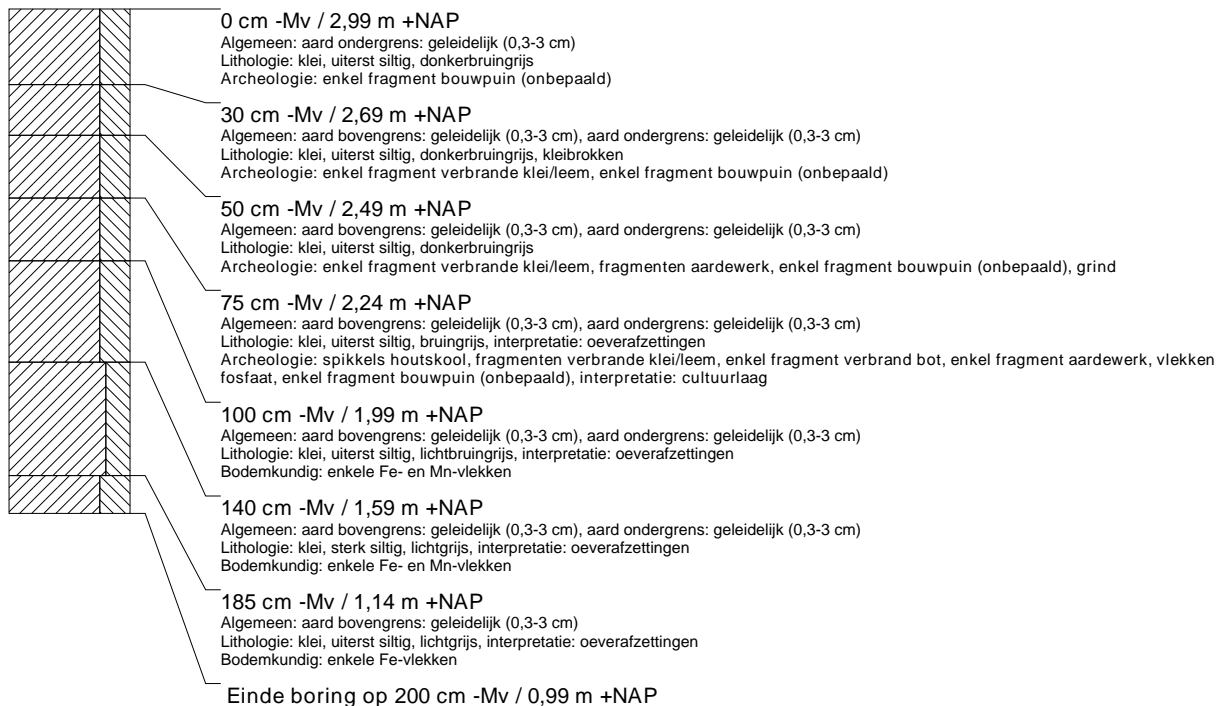 0 cm -Mv / 2,99 m +NAP
Algemeen: aard ondergrens: geleidelijk (0,3-3 cm)
Lithologie: klei, uiterst siltig, donkerbruingrijs
Archeologie: enkel fragment bouwpuin (onbepaald)
30 cm -Mv / 2,69 m +NAP
Algemeen: aard bovengrens: geleidelijk (0,3-3 cm), aard ondergrens: geleidelijk (0,3-3 cm)
Lithologie: klei, uiterst siltig, donkerbruingrijs, kleibrokken
Archeologie: enkel fragment verbrande klei/leem, enkel fragment bouwpuin (onbepaald)
50 cm -Mv / 2,49 m +NAP
Algemeen: aard bovengrens: geleidelijk (0,3-3 cm), aard ondergrens: geleidelijk (0,3-3 cm)
Lithologie: klei, uiterst siltig, donkerbruingrijs
Archeologie: enkel fragment verbrande klei/leem, fragmenten aardewerk, enkel fragment bouwpuin (onbepaald), grind
75 cm -Mv / 2,24 m +NAP
Algemeen: aard bovengrens: geleidelijk (0,3-3 cm), aard ondergrens: geleidelijk (0,3-3 cm)
Lithologie: klei, uiterst siltig, bruingrijs, interpretatie: oeverafzettingen
Archeologie: spikkels houtskool, fragmenten verbrande klei/leem, enkel fragment verbrand bot, enkel fragment aardewerk, vlekken
fosfaat, enkel fragment bouwpuin (onbepaald), interpretatie: cultuurlaag
100 cm -Mv / 1,99 m +NAP
Algemeen: aard bovengrens: geleidelijk (0,3-3 cm), aard ondergrens: geleidelijk (0,3-3 cm)
Lithologie: klei, uiterst siltig, lichtbruingrijs, interpretatie: oeverafzettingen
Bodemkundig: enkele Fe- en Mn-vlekken
140 cm -Mv / 1,59 m +NAP
Algemeen: aard bovengrens: geleidelijk (0,3-3 cm), aard ondergrens: geleidelijk (0,3-3 cm)
Lithologie: klei, sterk siltig, lichtgrijs, interpretatie: oeverafzettingen
Bodemkundig: enkele Fe- en Mn-vlekken
185 cm -Mv / 1,14 m +NAP
Algemeen: aard bovengrens: geleidelijk (0,3-3 cm)
Lithologie: klei, uiterst siltig, lichtgrijs, interpretatie: oeverafzettingen
Bodemkundig: enkele Fe-vlekken
Einde boring op 200 cm -Mv / 0,99 m +NAP